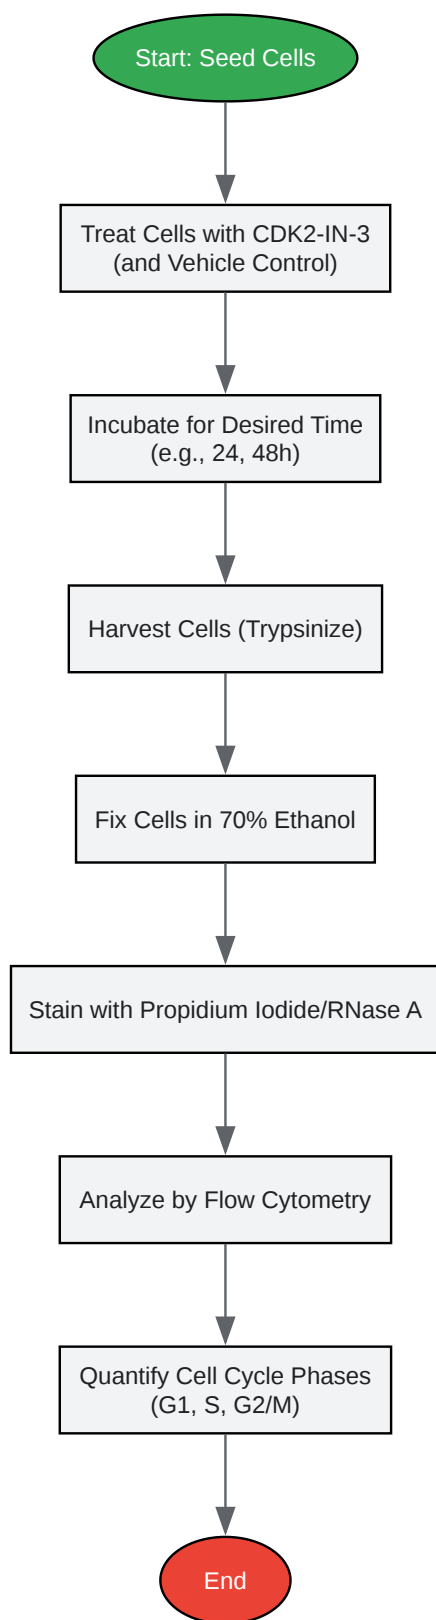 Start: Seed Cells
Treat Cells with CDK2-IN-3
(and Vehicle Control)
Incubate for Desired Time
(e.g., 24, 48h)
Harvest Cells (Trypsinize)
Fix Cells in 70% Ethanol
Stain with Propidium Iodide/RNase A
Analyze by Flow Cytometry
Quantify Cell Cycle Phases
(G1, S, G2/M)
End